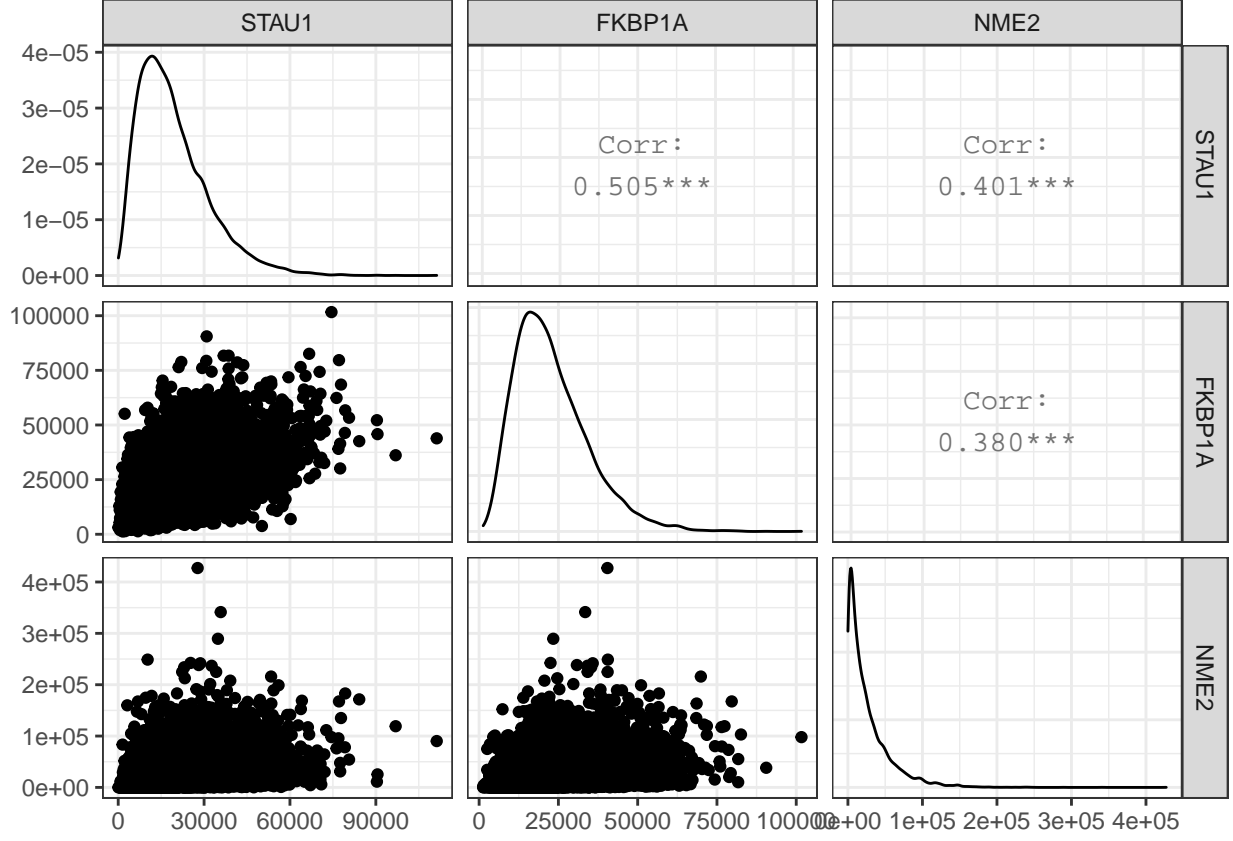 STAU1 FKBP1A NME2
4e−05
3e−05
2e−05
1e−05
0e+00
Corr:
0.505***
Corr:
0.401***
STAU1
100000
75000
50000
25000
0
Corr:
0.380***
FKBP1A
4e+05
3e+05
2e+05
1e+05
0e+00
NME2
0 30000 60000 90000
0 25000 50000 75000 100000
0e+00 1e+05 2e+05 3e+05 4e+05